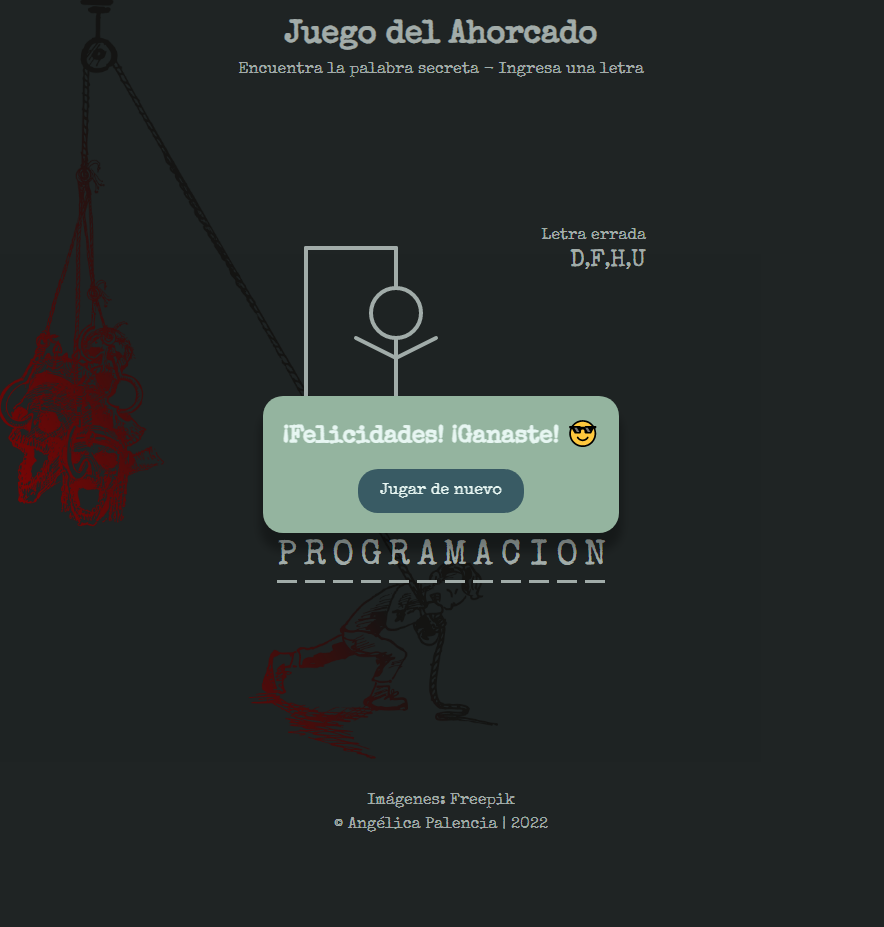 Juego del Ahorcado
Encuentra la palabra secreta - Ingresa una letra
Letra errada
D,F,H,U
¡Felicidades! ¡Ganaste! 😎
Jugar de nuevo
PROGRAMACION
Imágenes: Freepik
© Angélica Palencia | 2022